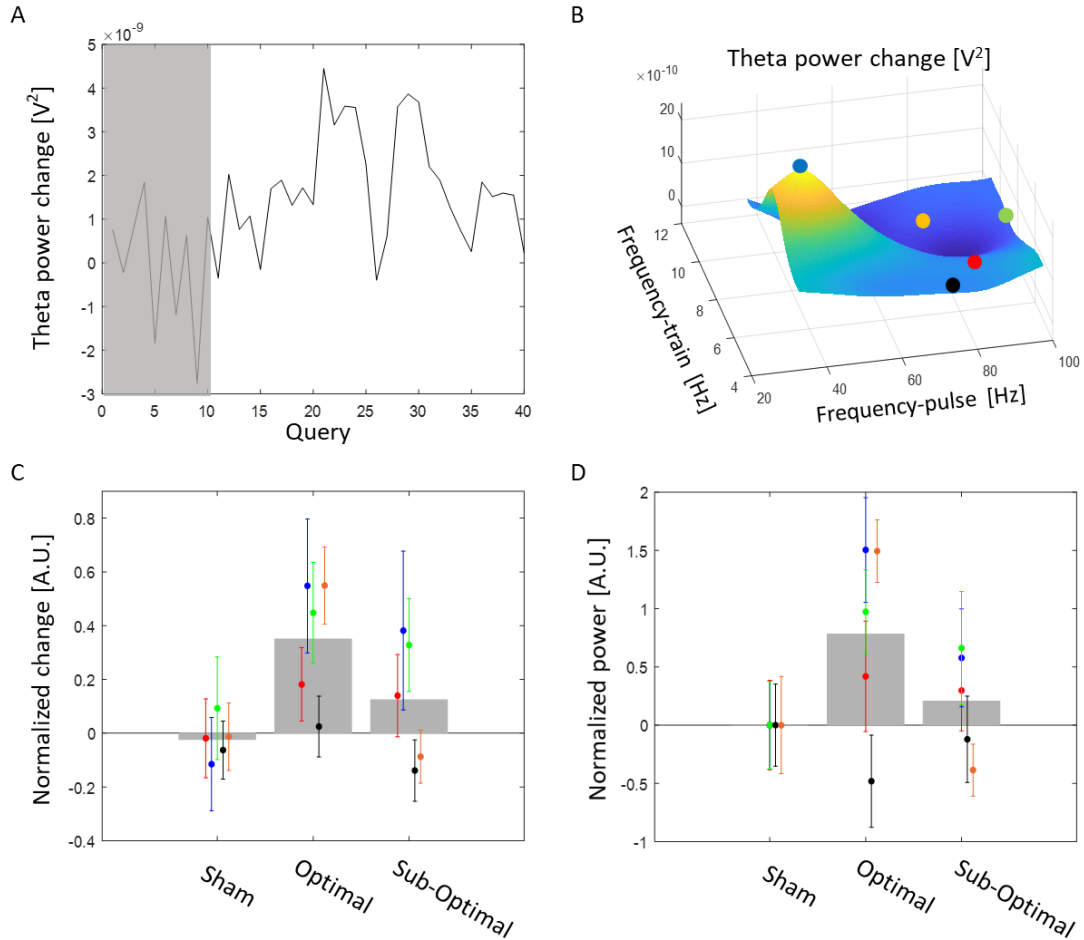 A
×10⁻⁹
Theta power change [V²]
5
4
3
2
1
0
-1
-2
-3
0
5
10
15
20
25
30
35
40
Query
B
Theta power change [V²]
×10⁻¹⁰
20
10
0
12
10
8
6
4
Frequency-train [Hz]
20
40
60
80
100
Frequency-pulse [Hz]
C
Normalized change [A.U.]
0.8
0.6
0.4
0.2
0
-0.2
-0.4
Sham
Optimal
Sub-Optimal
D
Normalized power [A.U.]
2
1.5
1
0.5
0
-0.5
-1
Sham
Optimal
Sub-Optimal